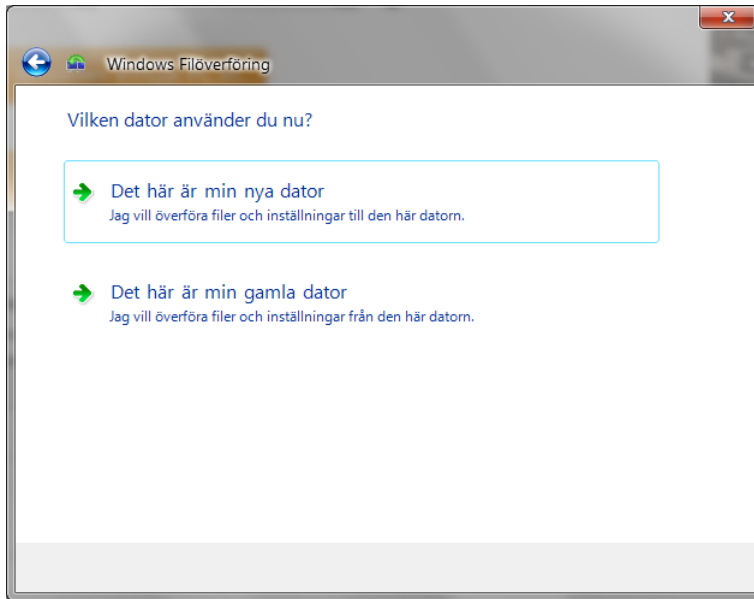 Windows Filöverföring
Vilken dator använder du nu?
Det här är min nya dator
Jag vill överföra filer och inställningar till den här datorn.
Det här är min gamla dator
Jag vill överföra filer och inställningar från den här datorn.